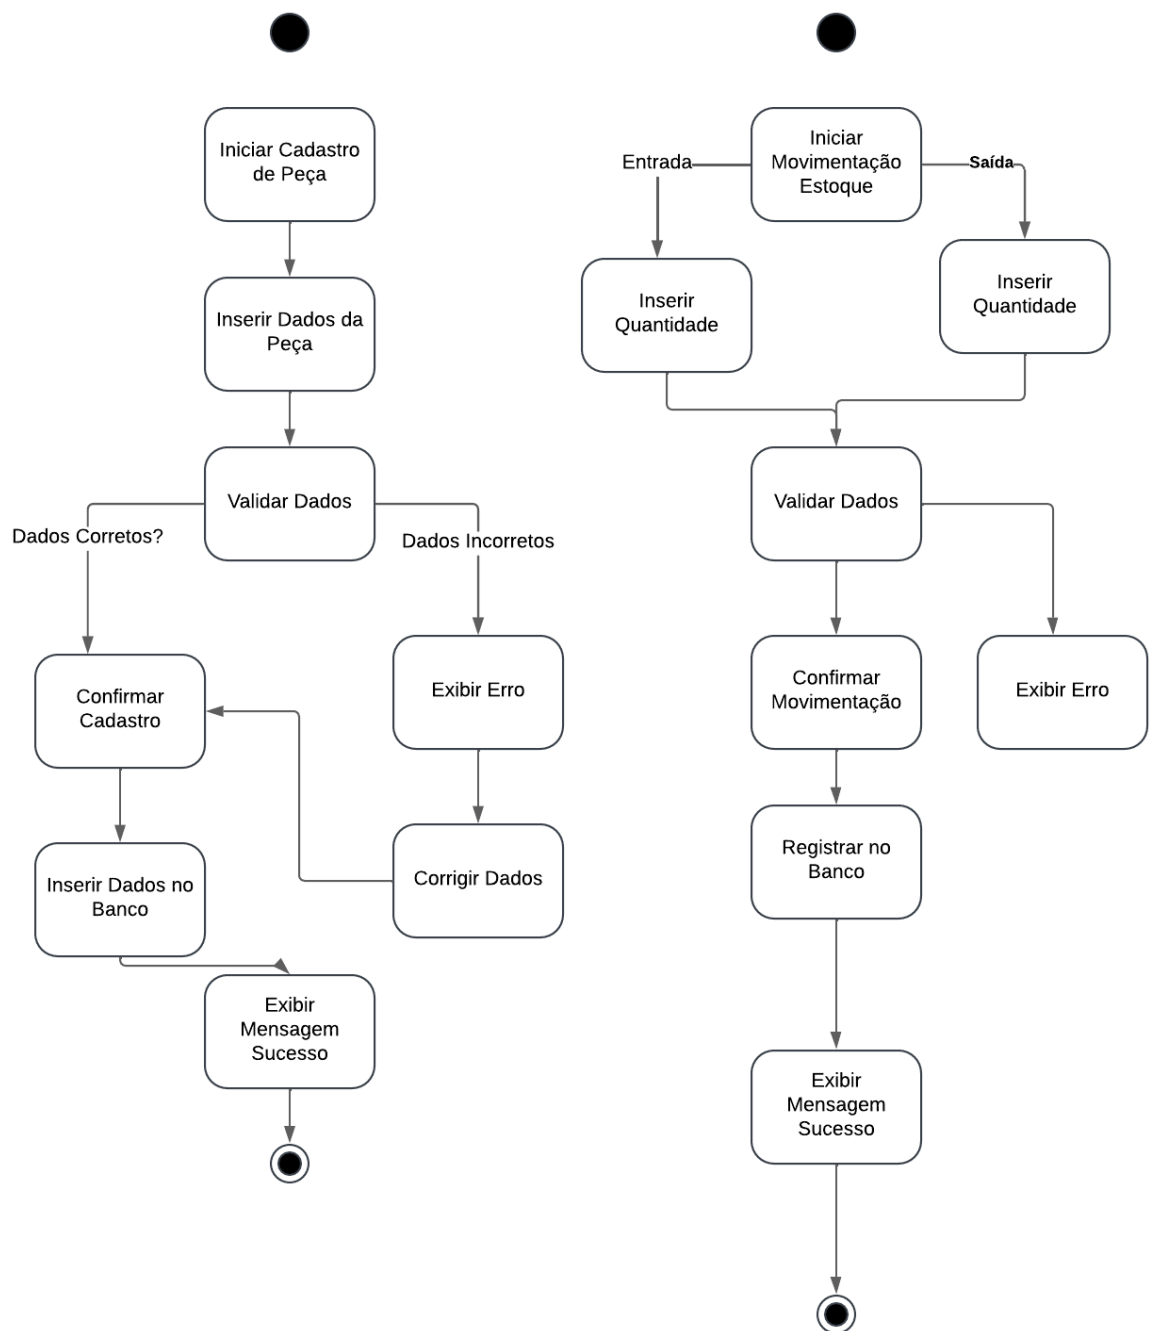 Iniciar Cadastro
de Peça
Inserir Dados da
Peça
Validar Dados
Dados Corretos?
Dados Incorretos
Confirmar
Cadastro
Exibir Erro
Corrigir Dados
Inserir Dados no
Banco
Exibir
Mensagem
Sucesso
Iniciar
Movimentação
Estoque
Entrada
Saída
Inserir
Quantidade
Inserir
Quantidade
Validar Dados
Confirmar
Movimentação
Exibir Erro
Registrar no
Banco
Exibir
Mensagem
Sucesso